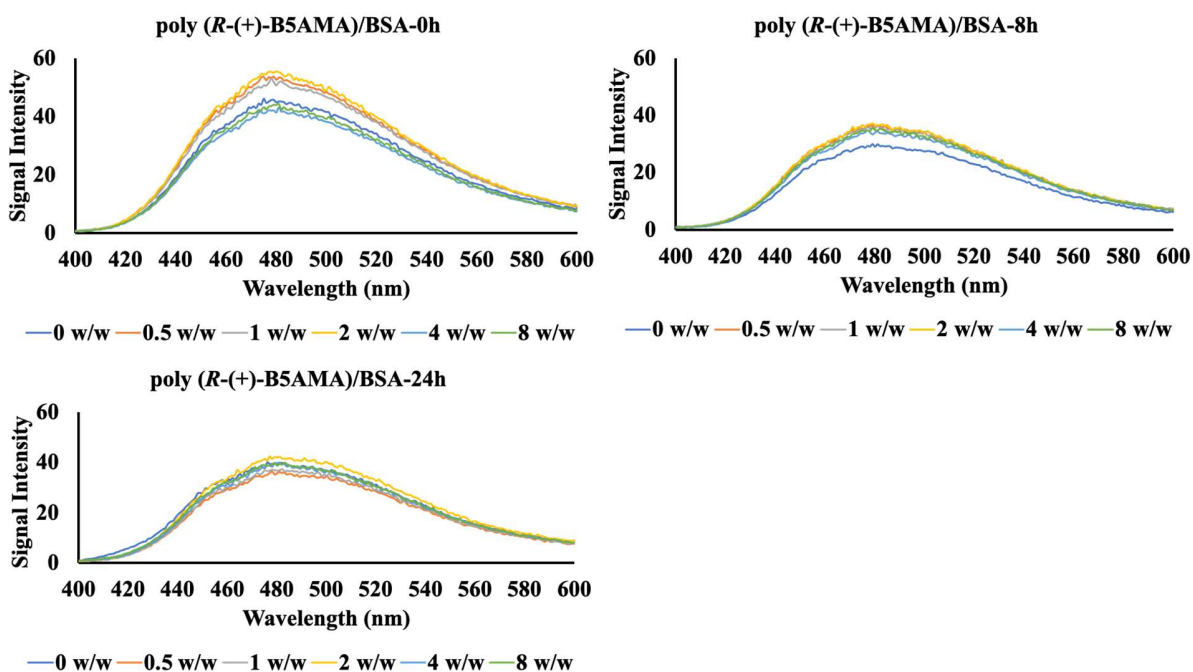 poly (R-(+)-B5AMA)/BSA-0h
Signal Intensity
60
40
20
0
400 420 440 460 480 500 520 540 560 580 600
Wavelength (nm)
0 w/w 0.5 w/w 1 w/w 2 w/w 4 w/w 8 w/w
poly (R-(+)-B5AMA)/BSA-8h
Signal Intensity
60
40
20
0
400 420 440 460 480 500 520 540 560 580 600
Wavelength (nm)
0 w/w 0.5 w/w 1 w/w 2 w/w 4 w/w 8 w/w
poly (R-(+)-B5AMA)/BSA-24h
Signal Intensity
60
40
20
0
400 420 440 460 480 500 520 540 560 580 600
Wavelength (nm)
0 w/w 0.5 w/w 1 w/w 2 w/w 4 w/w 8 w/w